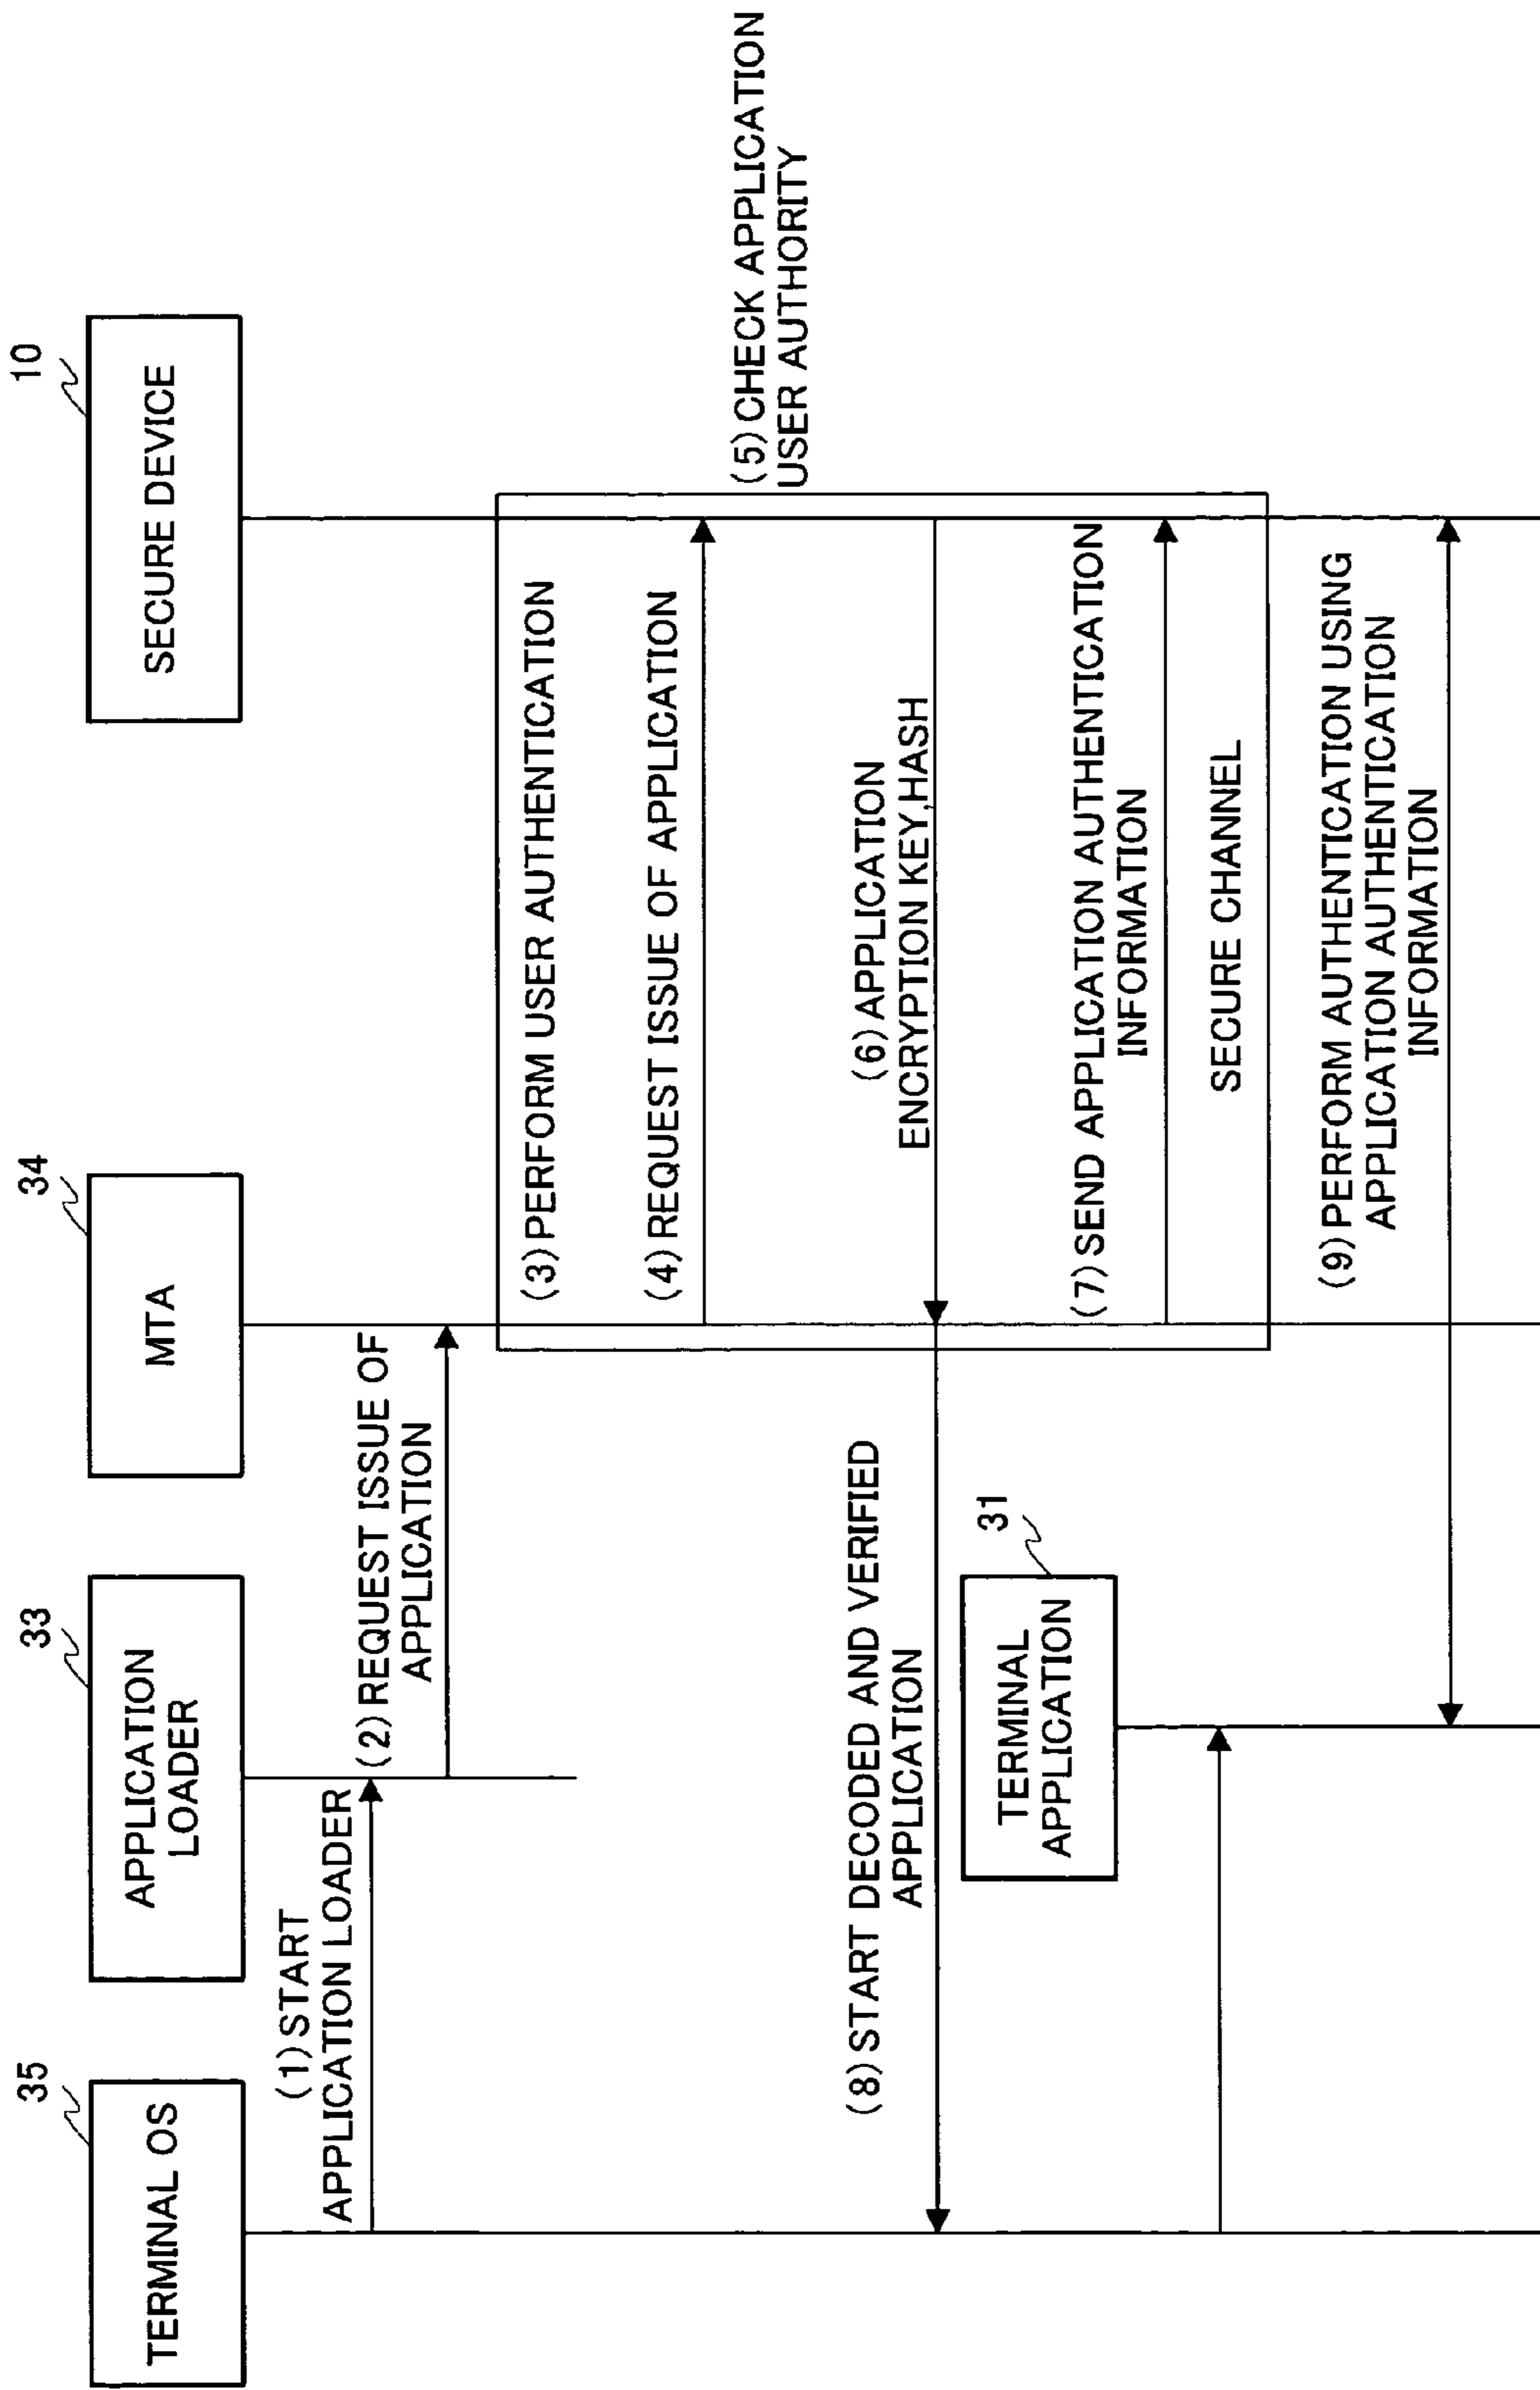 35
TERMINAL OS
33
APPLICATION
LOADER
34
MTA
10
SECURE DEVICE
(1) START
APPLICATION LOADER
(2) REQUEST ISSUE OF
APPLICATION
(3) PERFORM USER AUTHENTICATION
(4) REQUEST ISSUE OF APPLICATION
(5) CHECK APPLICATION
USER AUTHORITY
(6) APPLICATION
ENCRYPTION KEY,HASH
(7) SEND APPLICATION AUTHENTICATION
INFORMATION
SECURE CHANNEL
(8) START DECODED AND VERIFIED
APPLICATION
31
TERMINAL
APPLICATION
(9) PERFORM AUTHENTICATION USING
APPLICATION AUTHENTICATION
INFORMATION